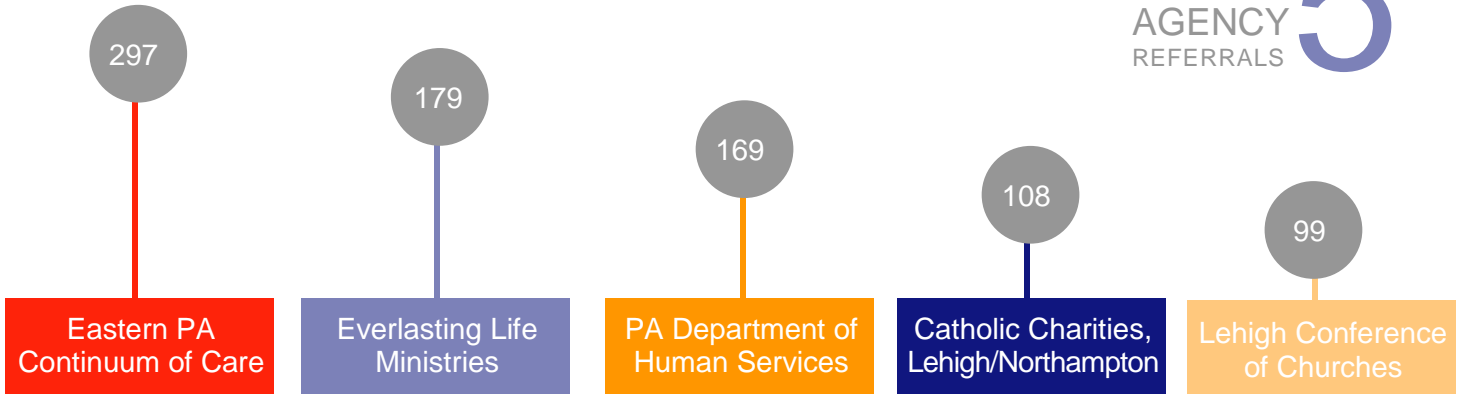 AGENCY
REFERRALS
297
179
169
108
99
Eastern PA
Continuum of Care
Everlasting Life
Ministries
PA Department of
Human Services
Catholic Charities,
Lehigh/Northampton
Lehigh Conference
of Churches